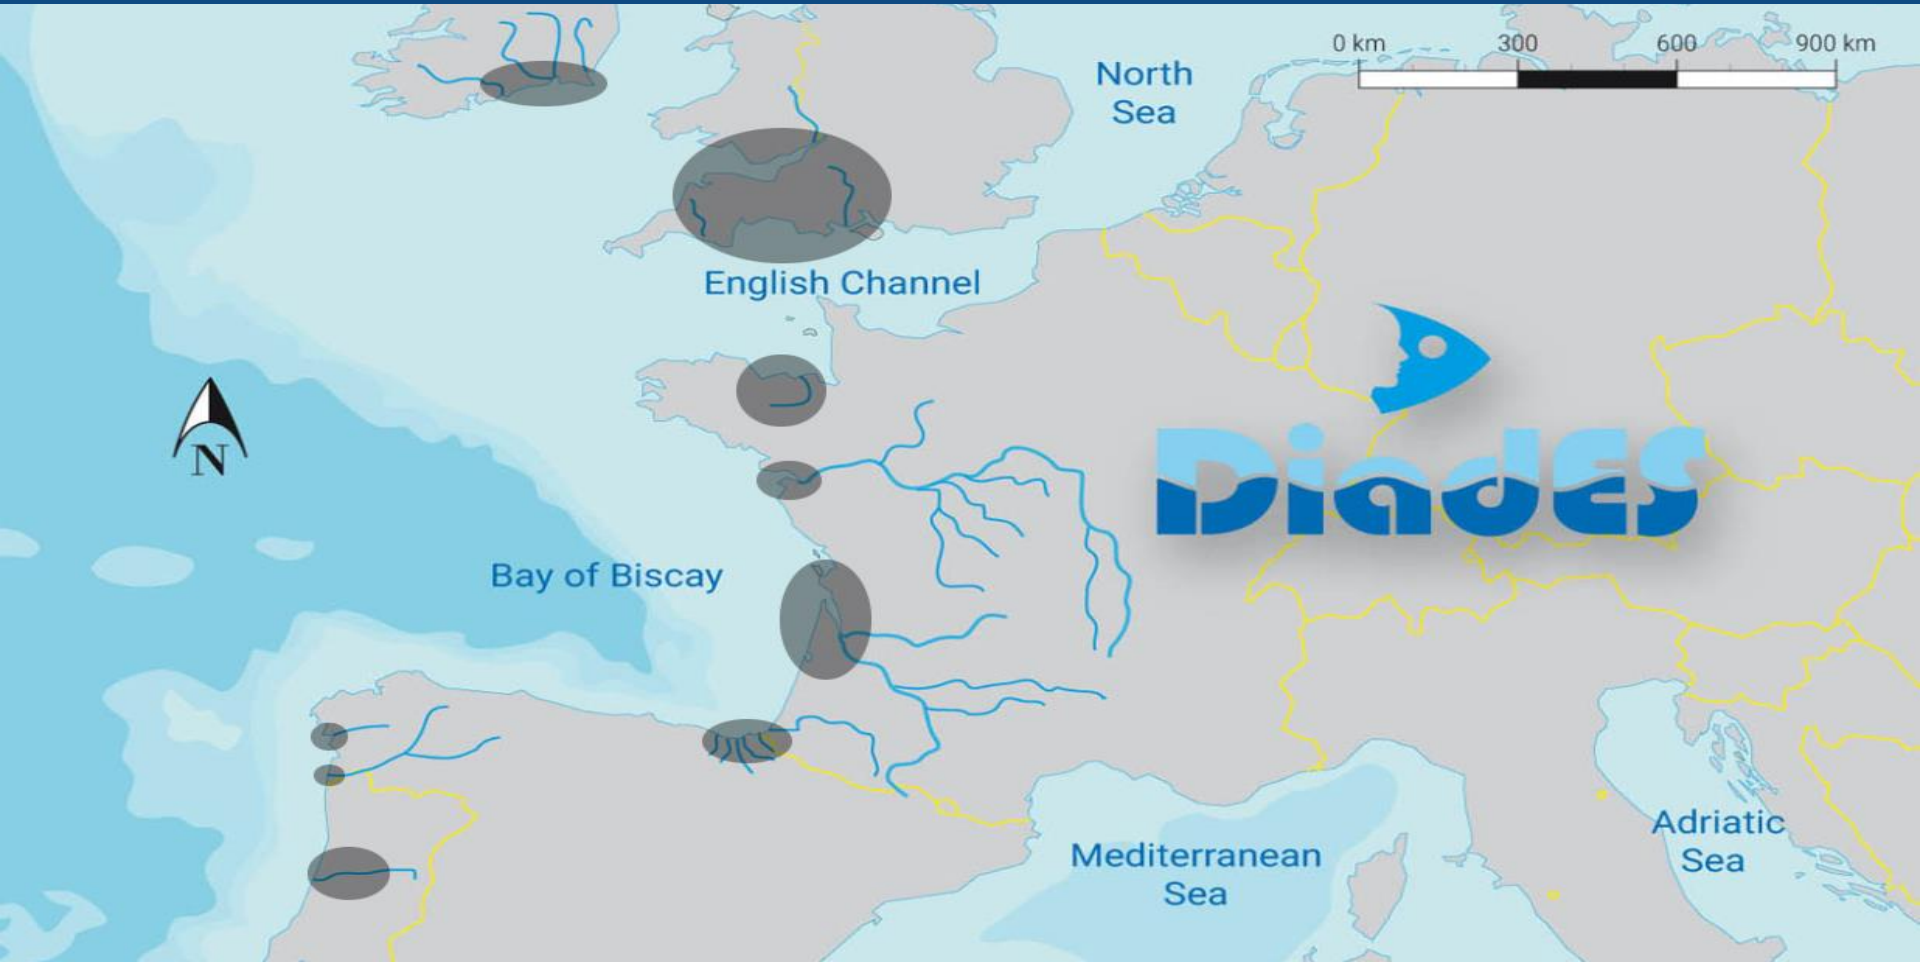 0 km 300 600 900 km
North
Sea
English Channel
N
DiadES
Bay of Biscay
Adriatic
Sea
Mediterranean
Sea